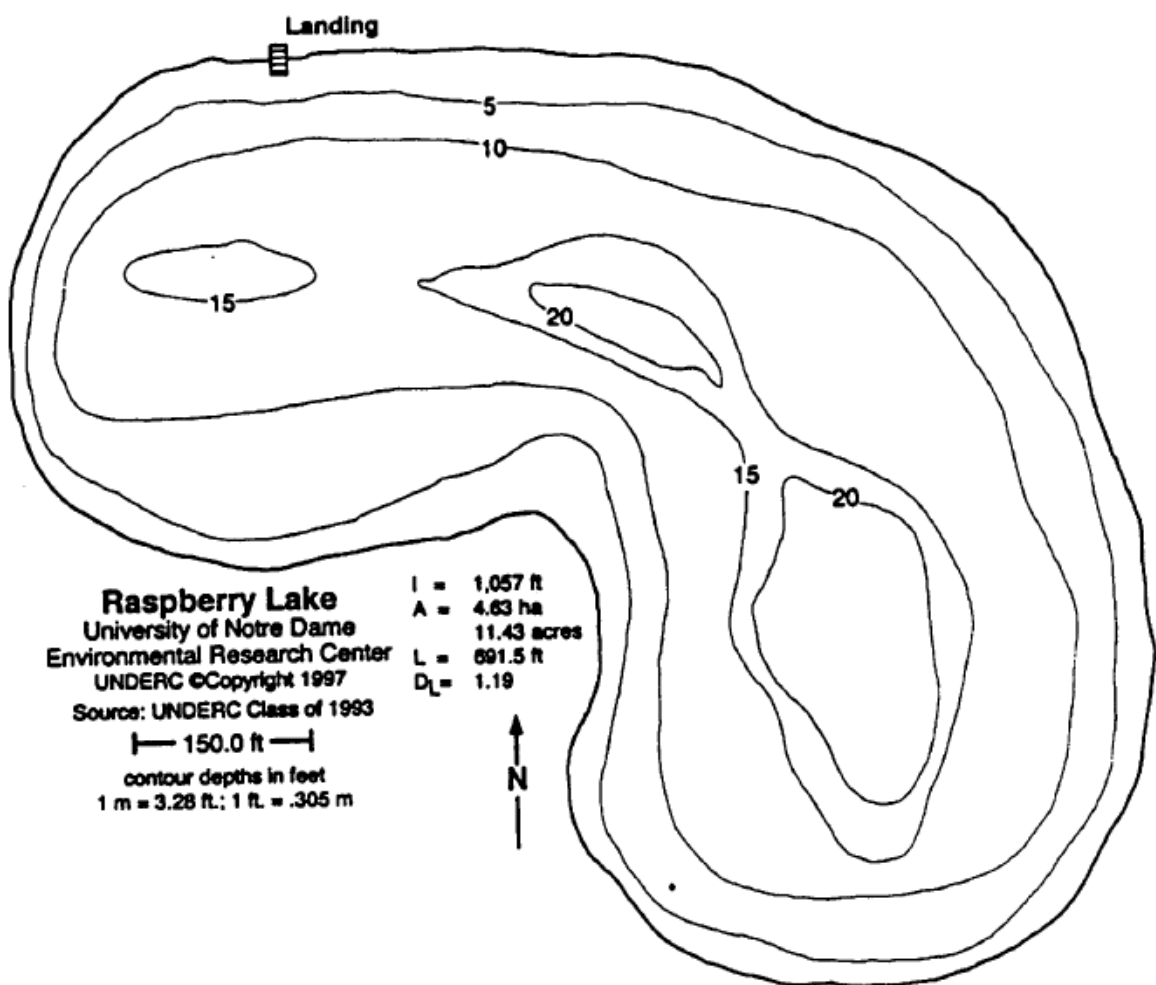 Landing
5
10
15
20
15
20
Raspberry Lake
University of Notre Dame
Environmental Research Center
UNDERC ©Copyright 1997
Source: UNDERC Class of 1993
150.0 ft
contour depths in feet
1 m = 3.28 ft.; 1 ft. = .305 m
l = 1,057 ft
A = 4.63 ha
11.43 acres
L = 691.5 ft
DL= 1.19
N